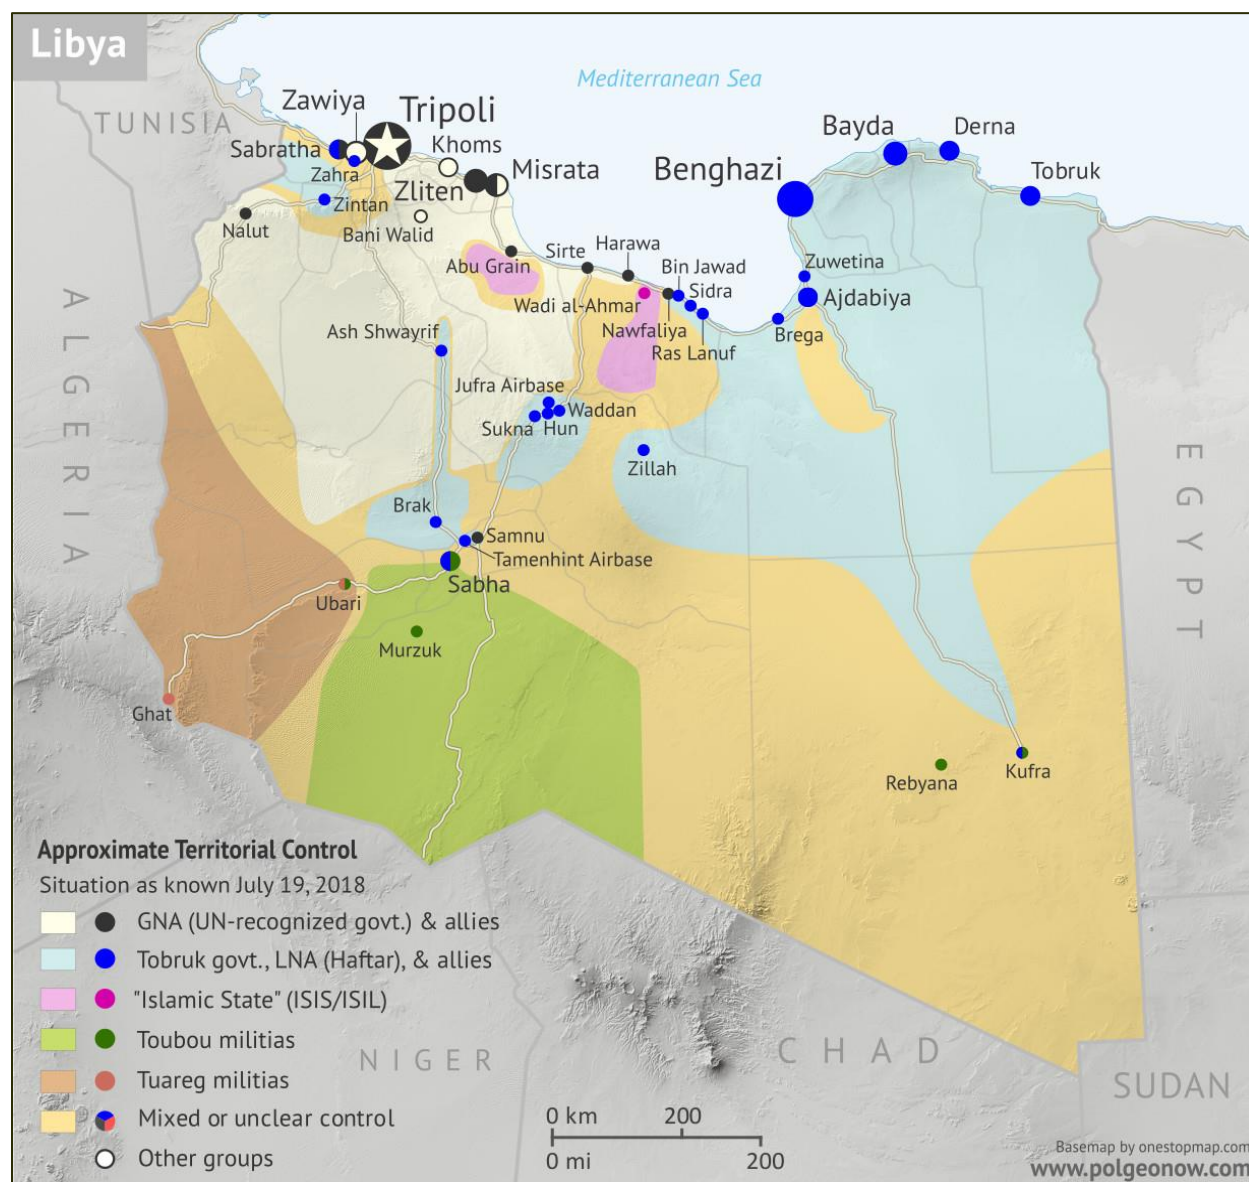 Libya
Mediterranean Sea
TUNISIA
Zawiya
Tripoli
Sabratha
Khoms
Zahra
Zliten
Misrata
Zintan
Nalut
Bani Walid
Bayda
Derna
Benghazi
Tobruk
Abu Grain
Sirte
Harawa
Bin Jawad
Sidra
Zuwetina
Ajdabiya
Wadi al-Ahmar
Nawfaliya
Ras Lanuf
Brega
ALGERIA
Ash Shwayrif
Jufra Airbase
Waddan
Sukna
Hun
Zillah
EGYPT
Brak
Samnu
Tamenhint Airbase
Sabha
Ubari
Murzuk
Ghat
Rebyana
Kufra
Approximate Territorial Control
Situation as known July 19, 2018
GNA (UN-recognized govt.) & allies
Tobruk govt., LNA (Haftar), & allies
"Islamic State" (ISIS/ISIL)
Toubou militias
Tuareg militias
Mixed or unclear control
Other groups
NIGER
CHAD
SUDAN
0 km 200
0 mi 200
Basemap by onestopmap.com
www.polgeonow.com